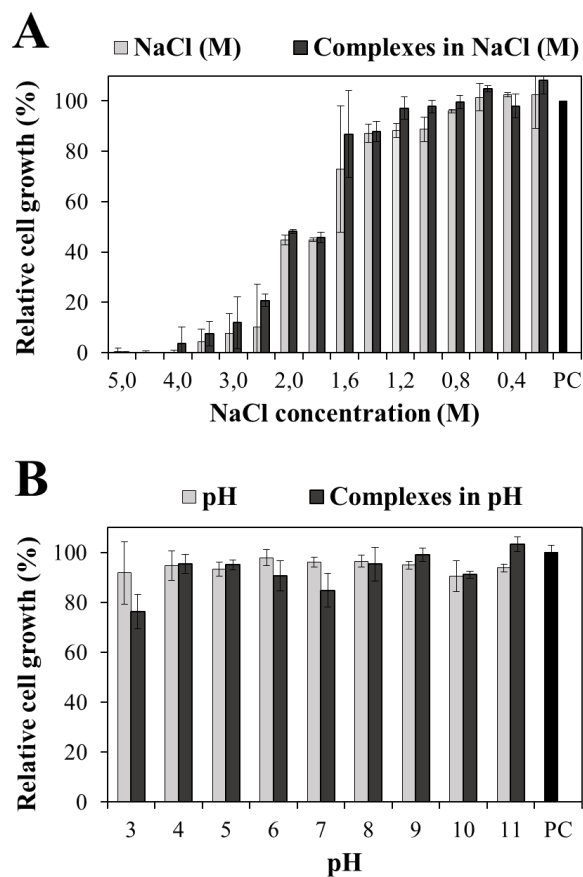 A
NaCl (M) Complexes in NaCl (M)
Relative cell growth (%)
100
80
60
40
20
0
5,0 4,0 3,0 2,0 1,6 1,2 0,8 0,4 PC
NaCl concentration (M)
B
pH Complexes in pH
Relative cell growth (%)
100
80
60
40
20
0
3 4 5 6 7 8 9 10 11 PC
pH